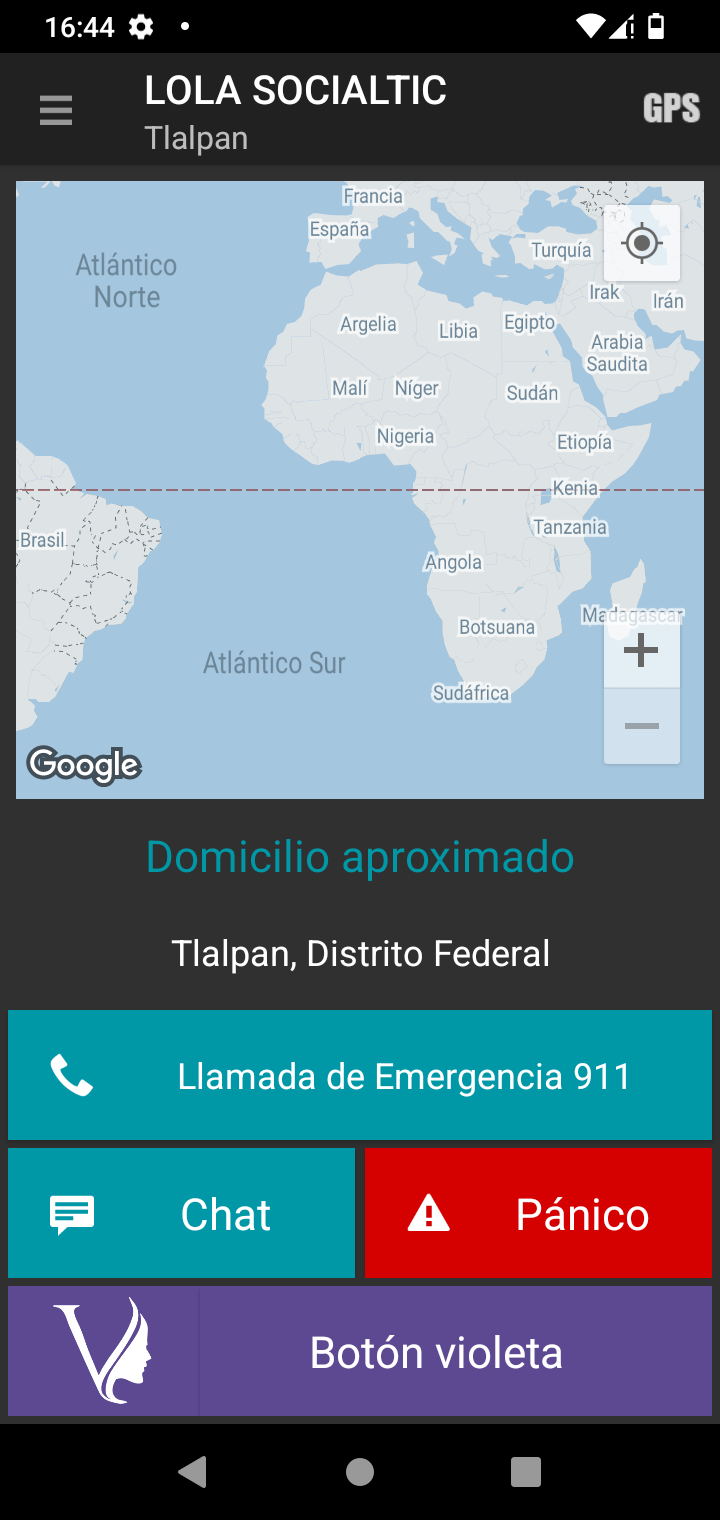 16:44
LOLA SOCIALTIC
GPS
Tlalpan
Francia
España
Turquía
Atlántico
Norte
Irak
Irán
Argelia
Libia
Egipto
Arabia
Saudita
Malí
Níger
Sudán
Nigeria
Etiopía
Kenia
Brasil
Tanzania
Angola
Madagascar
Botsuana
Atlántico Sur
Sudáfrica
Google
Domicilio aproximado
Tlalpan, Distrito Federal
Llamada de Emergencia 911
Chat
Pánico
Botón violeta